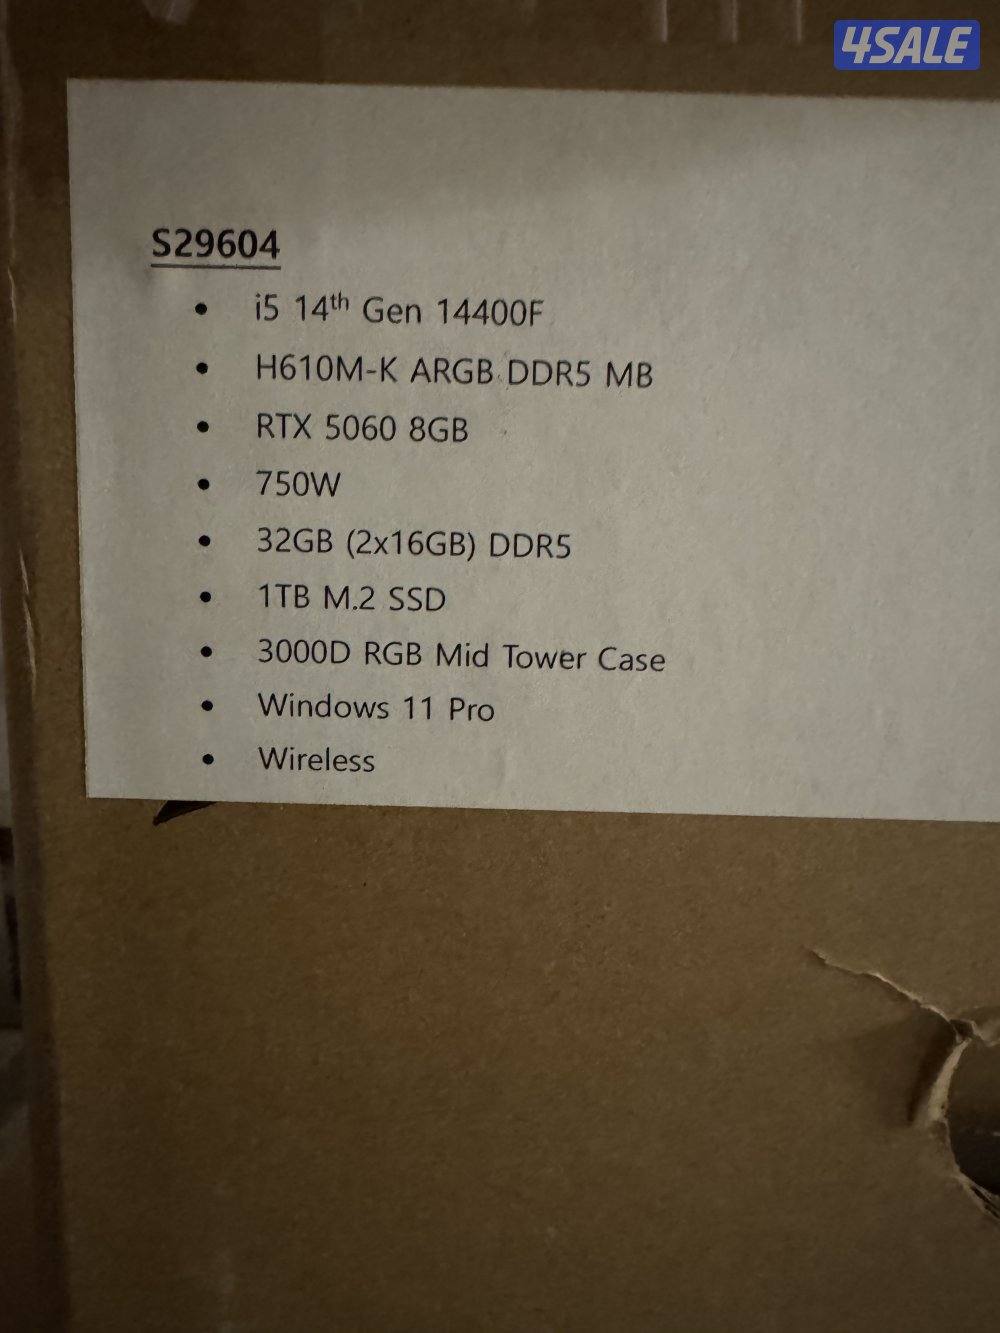 4SALE
S29604
• i5 14th Gen 14400F
• H610M-K ARGB DDR5 MB
• RTX 5060 8GB
• 750W
• 32GB (2x16GB) DDR5
• 1TB M.2 SSD
• 3000D RGB Mid Tower Case
• Windows 11 Pro
• Wireless